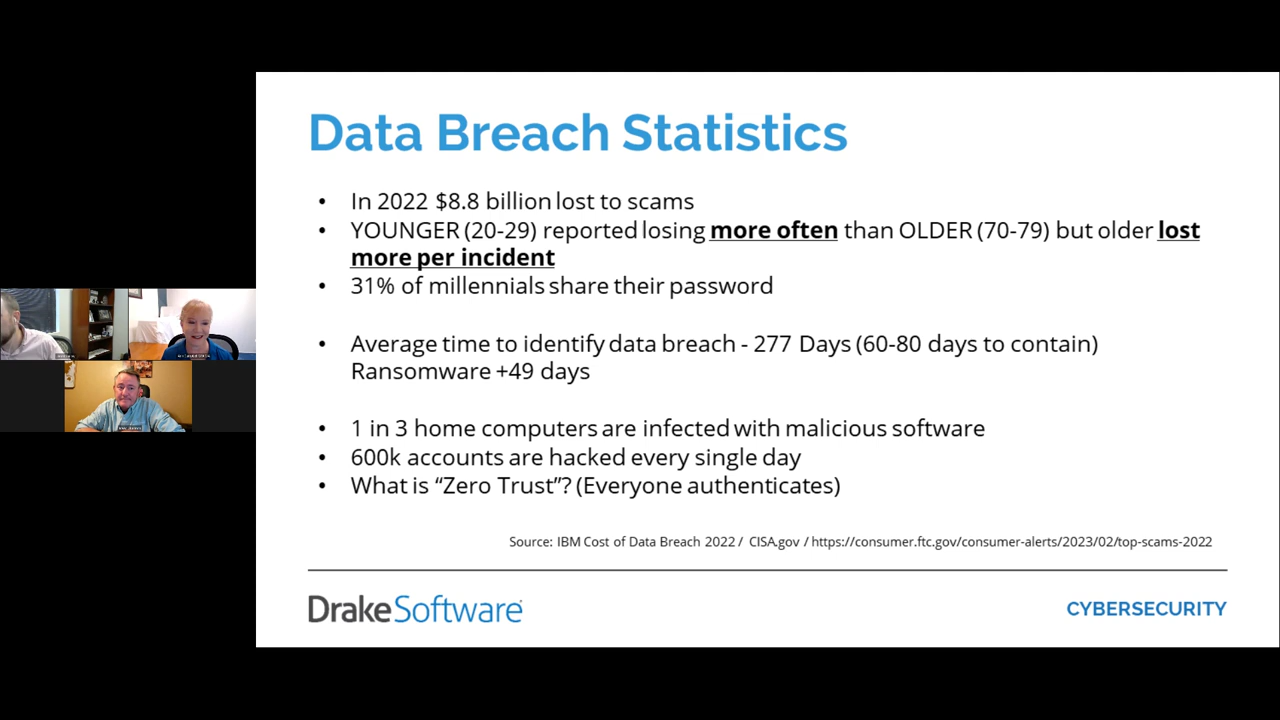 Data Breach Statistics
• In 2022 $8.8 billion lost to scams
• YOUNGER (20-29) reported losing more often than OLDER (70-79) but older lost
more per incident
• 31% of millennials share their password
Average time to identify data breach - 277 Days (60-80 days to contain)
Ransomware +49 days
• 1 in 3 home computers are infected with malicious software
• 600k accounts are hacked every single day
• What is “Zero Trust”? (Everyone authenticates)
Source: IBM Cost of Data Breach 2022 / CISA.gov / https://consumer.ftc.gov/consumer-alerts/2023/02/top-scams-2022
DrakeSoftware
CYBERSECURITY